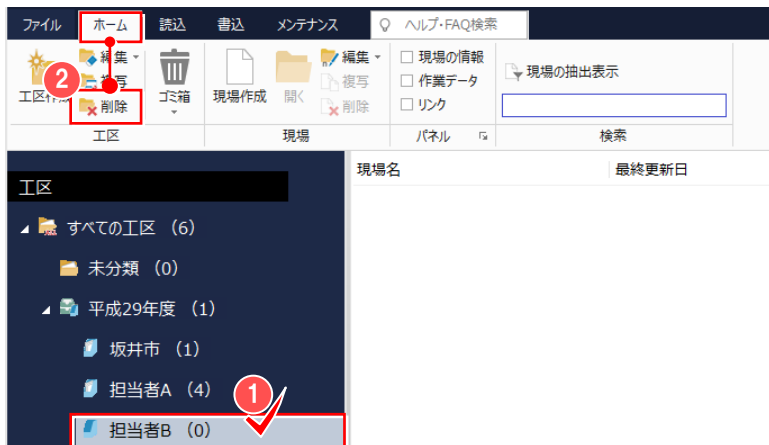 ファイル ホーム 読込 書込 メンテナンス ヘルプ・FAQ検索
編集 編集 現場の情報
2 複写 複写 作業データ 現場の抽出表示
ゴミ箱 現場作成 開く
削除 削除 リンク
工区 現場 パネル 検索
工区 現場名 最終更新日
すべての工区 (6)
未分類 (0)
平成29年度 (1)
坂井市 (1)
担当者A (4)
1
担当者B (0)